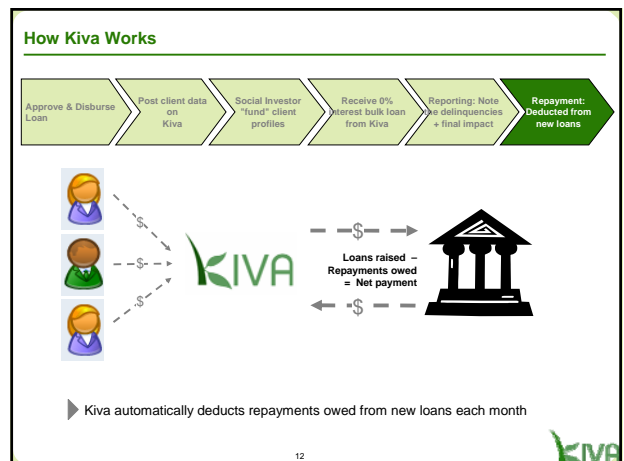 How Kiva Works
Approve & Disburse
Loan
Post client data
on
Kiva
Social Investor
"fund" client
profiles
Receive 0%
interest bulk loan
from Kiva
Reporting: Note
the delinquencies
+ final impact
Repayment:
Deducted from
new loans
$
$
$
KIVA
$
Loans raised –
Repayments owed
= Net payment
$
Kiva automatically deducts repayments owed from new loans each month
12
KIVA